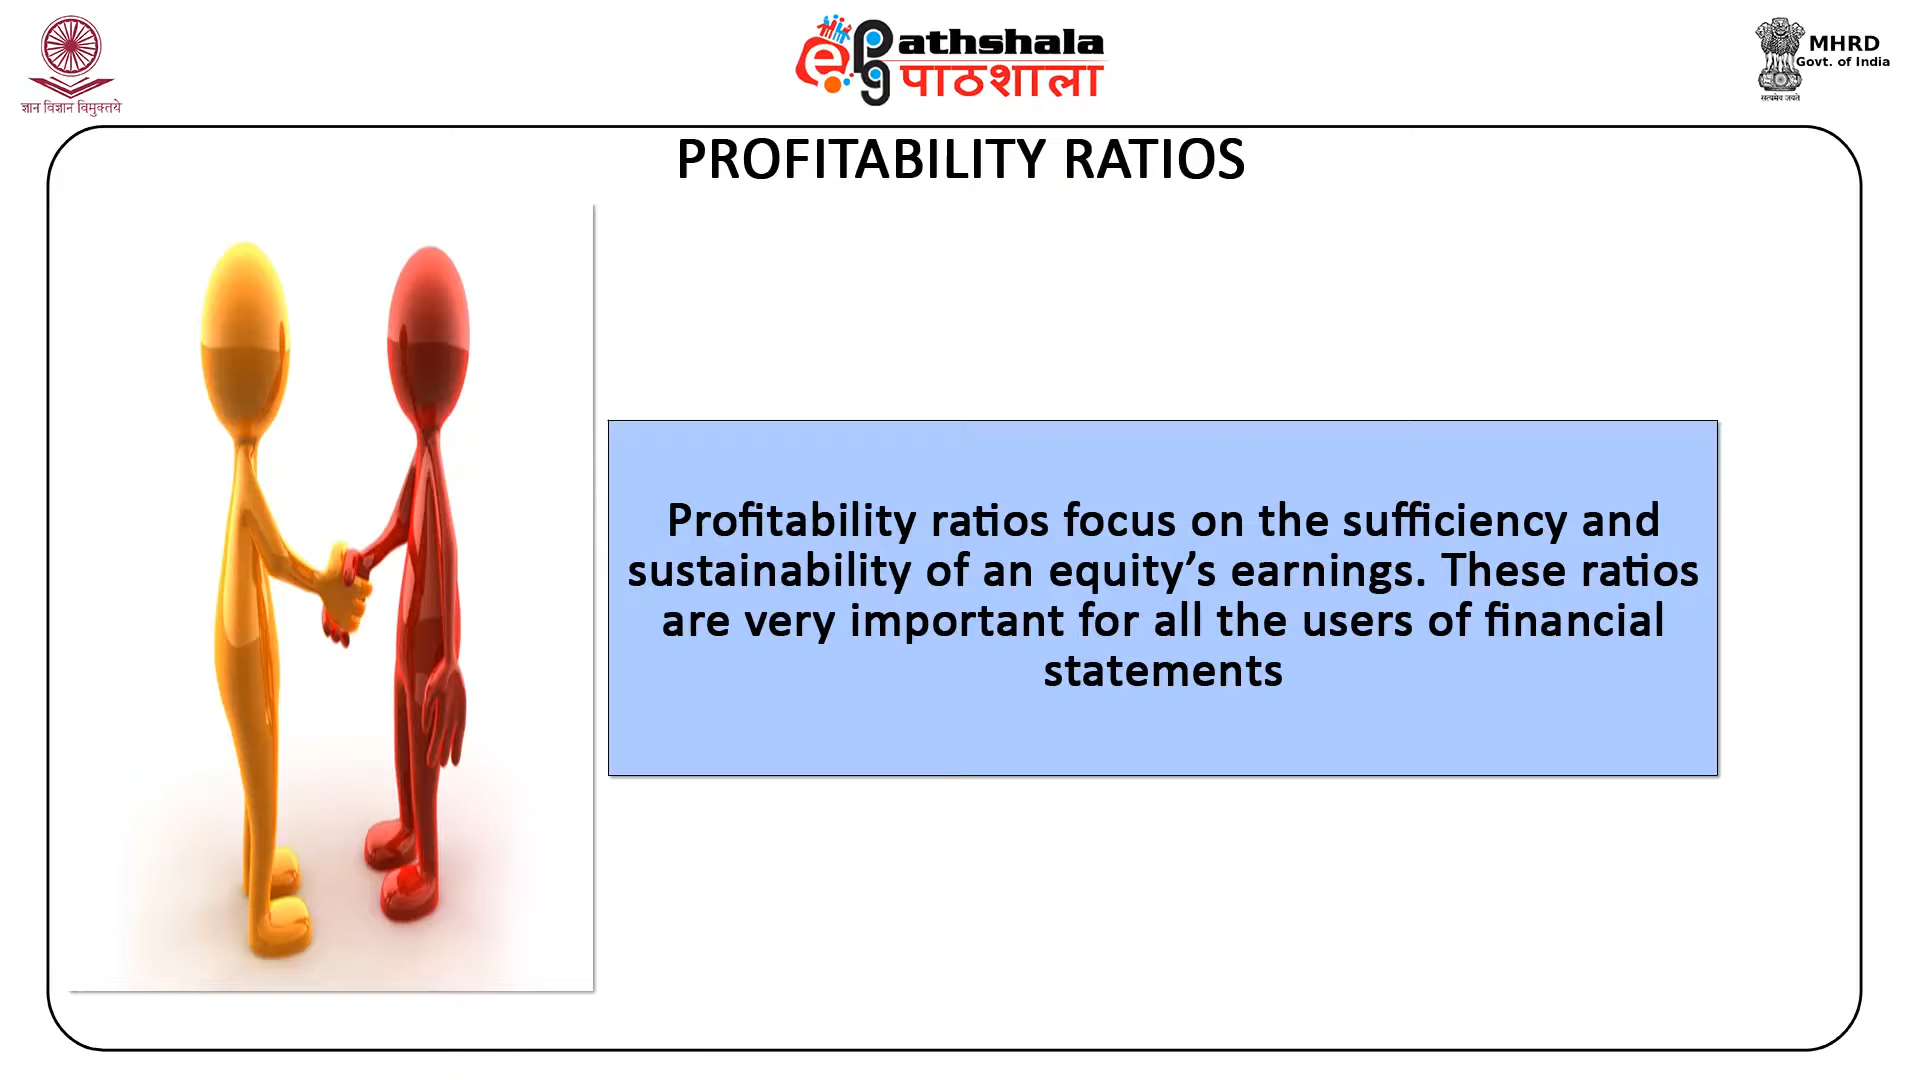 ज्ञान विज्ञान विमुक्तये
ePg athshala
पाठशाला
MHRD
Govt. of India
सत्यमेव जयते
PROFITABILITY RATIOS
Profitability ratios focus on the sufficiency and
sustainability of an equity’s earnings. These ratios
are very important for all the users of financial
statements